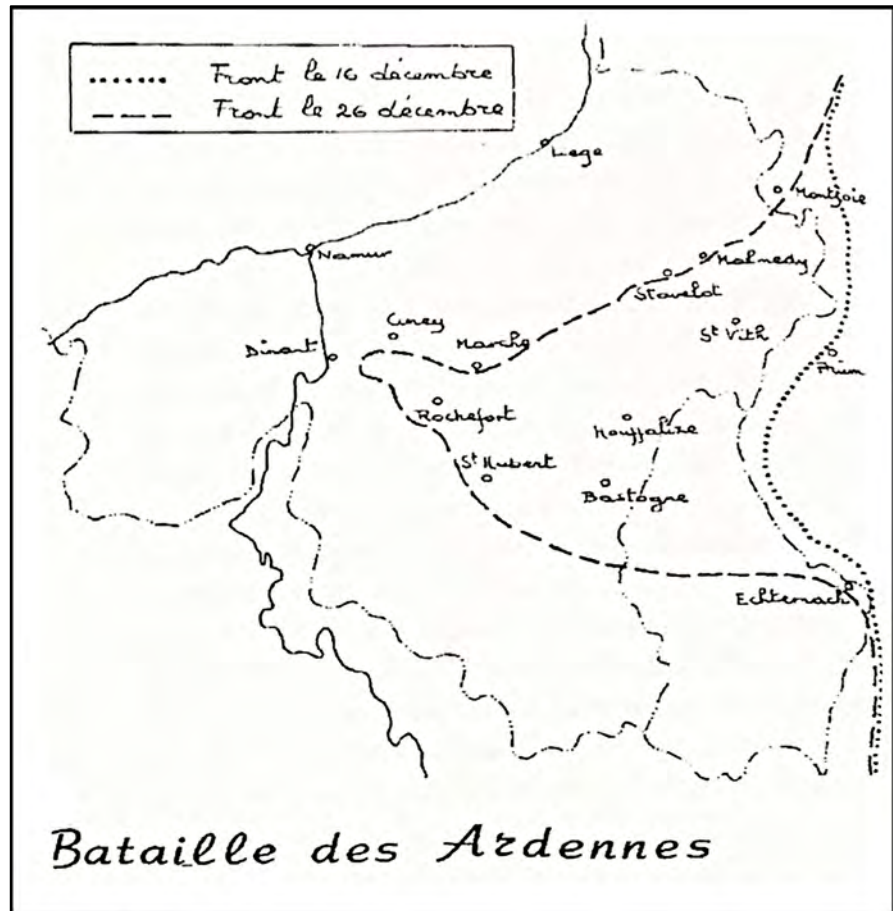 Front le 16 décembre
Front le 26 décembre
Liege
Montjoie
Namur
Malmedy
Stavelot
Ciney
St Vith
Dinant
Marche
Prüm
Rochefort
Houffalize
St Hubert
Bastogne
Echternach
Bataille des Ardennes